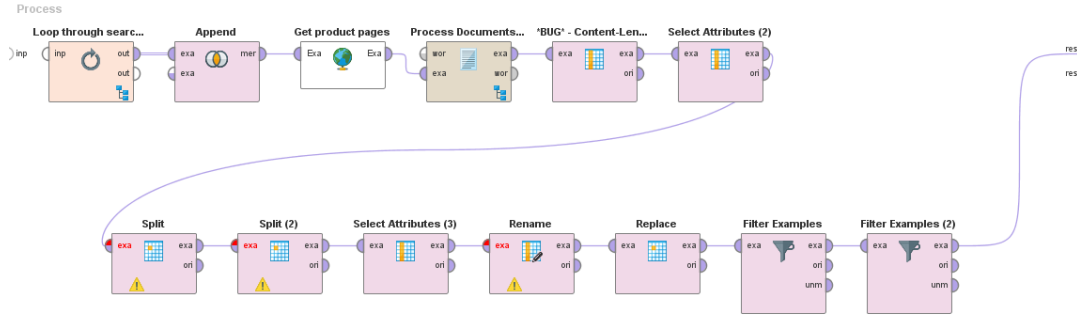 Process
Loop through searc...
Append
Get product pages
Process Documents...
*BUG* - Content-Len...
Select Attributes (2)
inp
inp out
exa mer
Exa Exa
wor exa
exa exa
exa exa
res
out
exa
exa wor
ori
ori
res
Split
Split (2)
Select Attributes (3)
Rename
Replace
Filter Examples
Filter Examples (2)
exa exa
exa exa
exa exa
exa exa
exa exa
exa exa
exa exa
ori
ori
ori
ori
ori
ori
ori
unm
unm